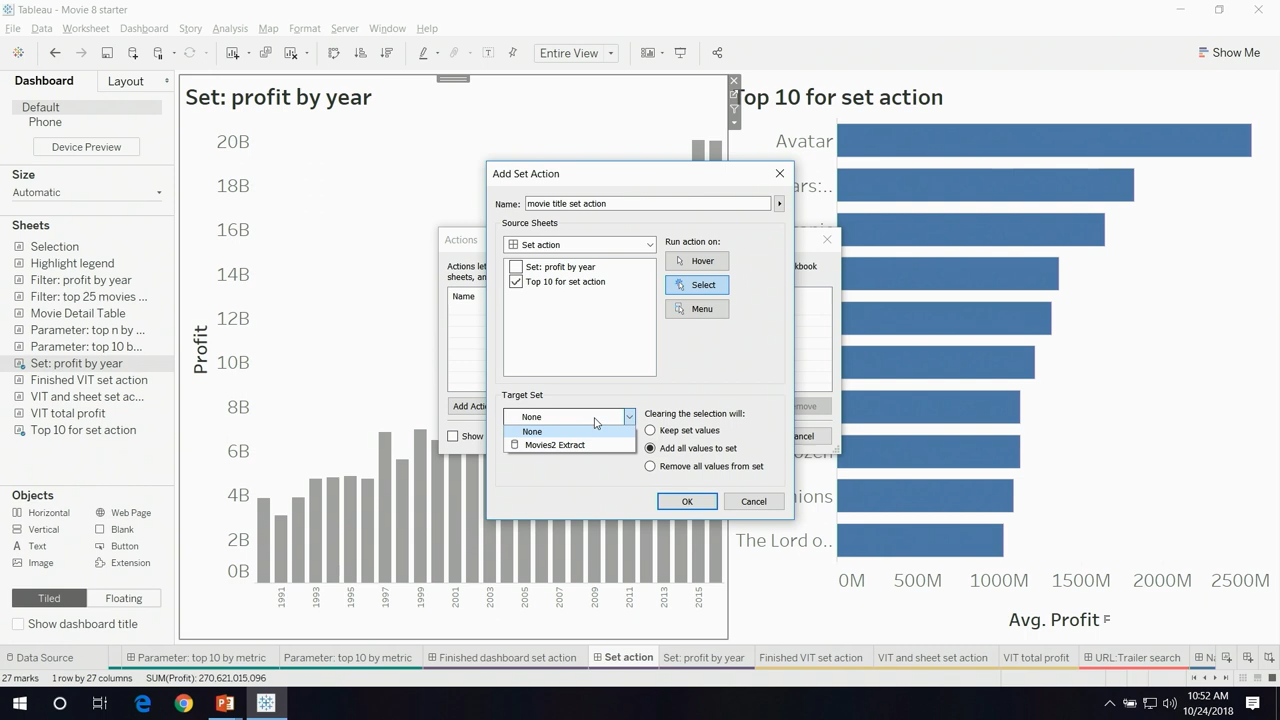 Tableau - Movie 8 starter
File Data Worksheet Dashboard Story Analysis Map Format Server Window Help
Entire View
Show Me
Dashboard Layout
Default
Phone
Device Preview
Size
Automatic
Sheets
Selection
Highlight legend
Filter: profit by year
Filter: top 25 movies ...
Movie Detail Table
Parameter: top n by ...
Parameter: top 10 b...
Set: profit by year
Finished VIT set action
VIT and sheet set ac...
VIT total profit
Top 10 for set action
Objects
Horizontal Web Page
Vertical Blank
Text Button
Image Extension
Tiled Floating
Show dashboard title
Set: profit by year
20B
18B
16B
14B
12B
10B
8B
6B
4B
2B
0B
Profit
1991 1993 1995 1997 1999 2001 2003 2005 2007 2009 2011 2013 2015
Top 10 for set action
Avatar
ars:..
The Lord o..
0M 500M 1000M 1500M 2000M 2500M
Avg. Profit
Actions
Name
Add Actio
Show
Add Set Action
Name: movie title set action
Source Sheets
Set action
Set: profit by year
Top 10 for set action
Run action on:
Hover
Select
Menu
Target Set
None
None
Movies2 Extract
Clearing the selection will:
Keep set values
Add all values to set
Remove all values from set
OK Cancel
Data Source Parameter: top 10 by metric Parameter: top 10 by metric Finished dashboard set action Set action Set: profit by year Finished VIT set action VIT and sheet set action VIT total profit URL:Trailer search
27 marks 1 row by 27 columns SUM(Profit): 270,621,015,096
10:52 AM
10/24/2018